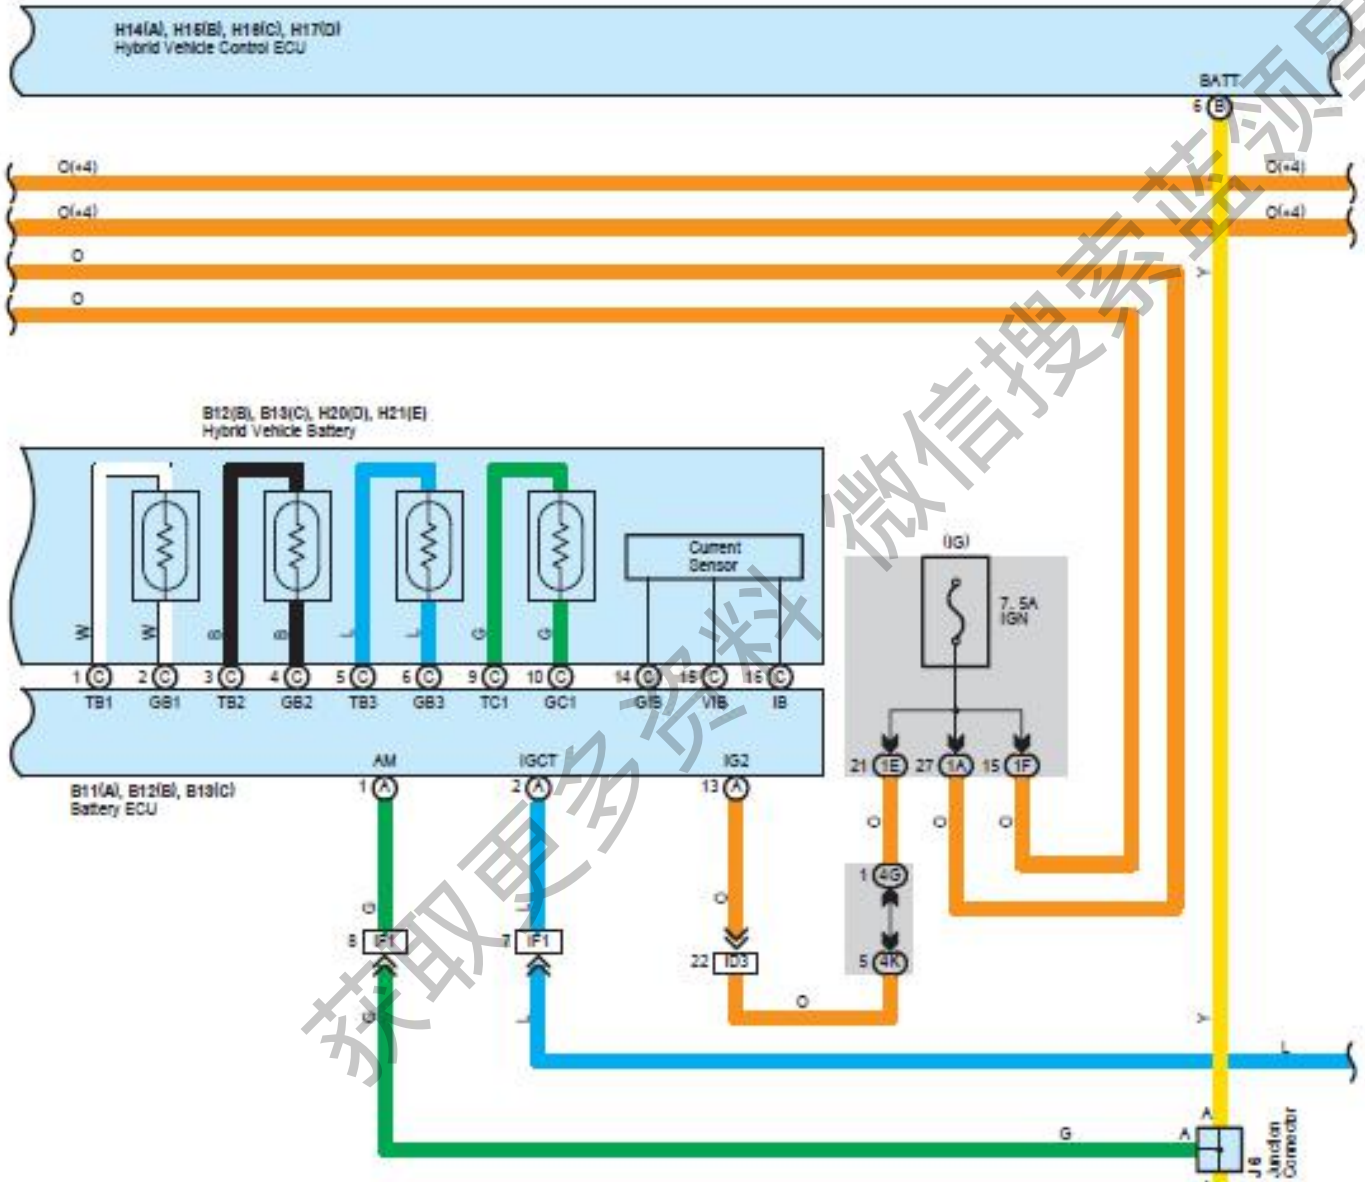 H14(A), H15(B), H16(C), H17(D)
Hybrid Vehicle Control ECU
BATT
6 B
O(*4) O(*4)
O(*4) O(*4)
O
Y
O
B12(B), B13(C), H20(D), H21(E)
Hybrid Vehicle Battery
Current
Sensor
(IG)
7. 5A
IGN
W W B B L L G G
1 C 2 C 3 C 4 C 5 C 6 C 9 C 10 C 14 C 15 C 16 C
TB1 GB1 TB2 GB2 TB3 GB3 TC1 GC1 GIB VIB IB
AM IGCT IG2
21 1E 27 1A 15 1F
1 A 2 A 13 A
B11(A), B12(B), B13(C)
Battery ECU
O O O
1 4G
G L O
8 IF1 7 IF1 22 ID3 5 4K
O
G L Y
L
A
G A
J 6
Junction
Connector
获取更多资料 微信搜索蓝领星